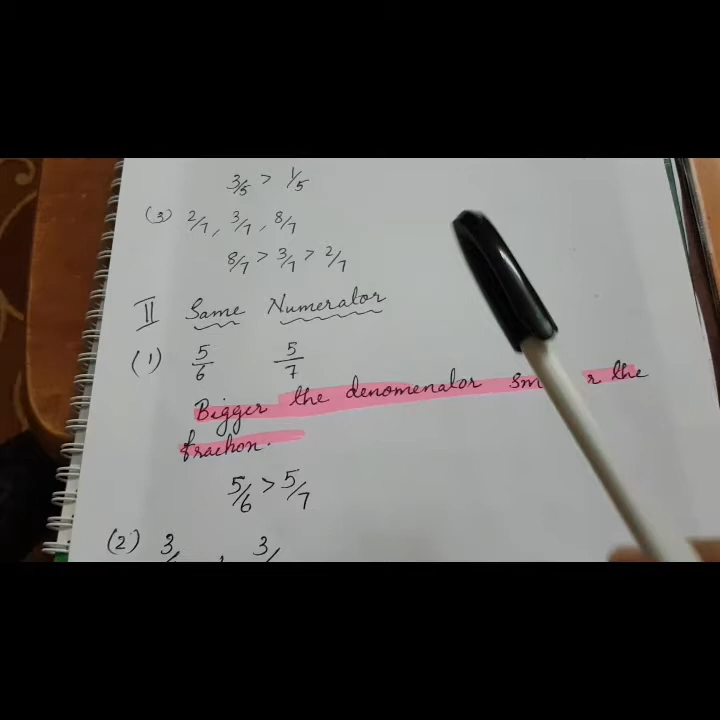 3/5 > 1/5
(3) 2/7, 3/7, 8/7
8/7 > 3/7 > 2/7
II Same Numerator
(1) 5/6 5/7
Bigger the denomenator the
fraction.
5/6 > 5/7
(2) 3/ , 3/